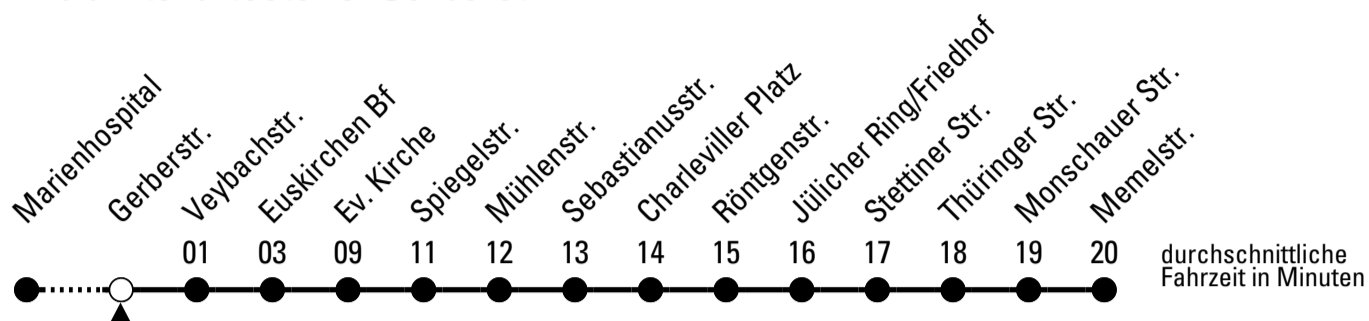 Marienhospital
Gerberstr.
Veybachstr.
Euskirchen Bf
Ev. Kirche
Spiegelstr.
Mühlenstr.
Sebastianusstr.
Charleviller Platz
Röntgenstr.
Jülicher Ring/Friedhof
Stettiner Str.
Thüringer Str.
Monschauer Str.
Memelstr.
01 03 09 11 12 13 14 15 16 17 18 19 20
durchschnittliche
Fahrzeit in Minuten